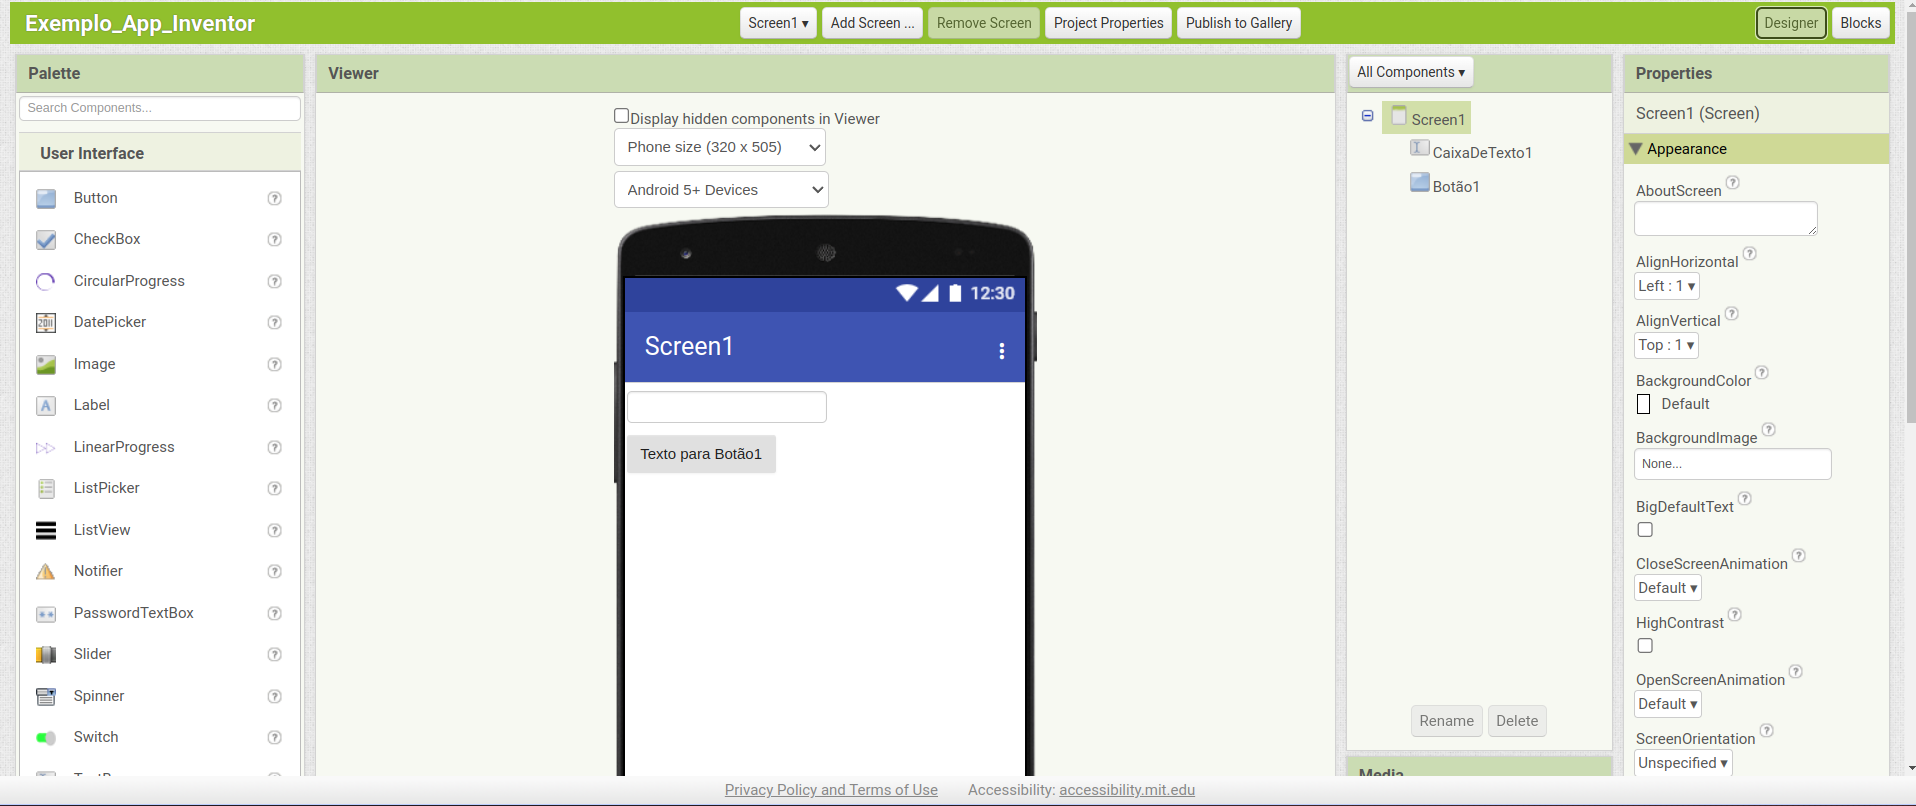 Exemplo_App_Inventor
Screen1 ▾ Add Screen ... Remove Screen Project Properties Publish to Gallery
Designer Blocks
Palette
Search Components...
User Interface
Button
CheckBox
CircularProgress
DatePicker
Image
Label
LinearProgress
ListPicker
ListView
Notifier
PasswordTextBox
Slider
Spinner
Switch
Viewer
Display hidden components in Viewer
Phone size (320 x 505)
Android 5+ Devices
12:30
Screen1
Texto para Botão1
All Components ▾
Screen1
CaixaDeTexto1
Botão1
Rename Delete
Media
Properties
Screen1 (Screen)
Appearance
AboutScreen
AlignHorizontal
Left : 1 ▾
AlignVertical
Top : 1 ▾
BackgroundColor
Default
BackgroundImage
None...
BigDefaultText
CloseScreenAnimation
Default ▾
HighContrast
OpenScreenAnimation
Default ▾
ScreenOrientation
Unspecified ▾
Privacy Policy and Terms of Use Accessibility: accessibility.mit.edu